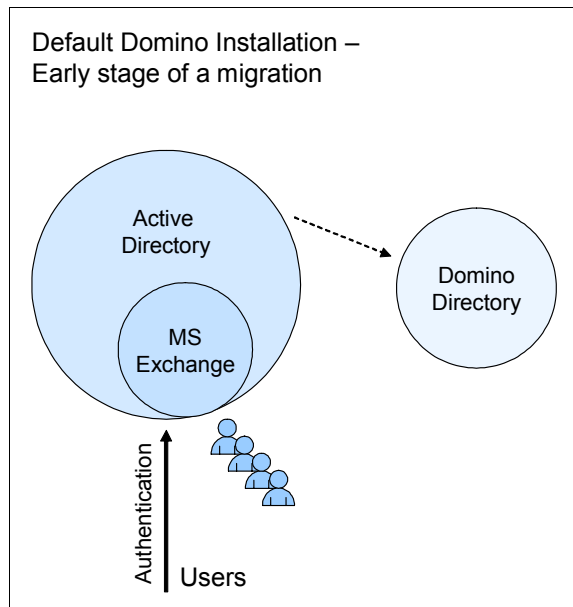 Default Domino Installation –
Early stage of a migration
Active
Directory
Domino
Directory
MS
Exchange
Authentication
Users